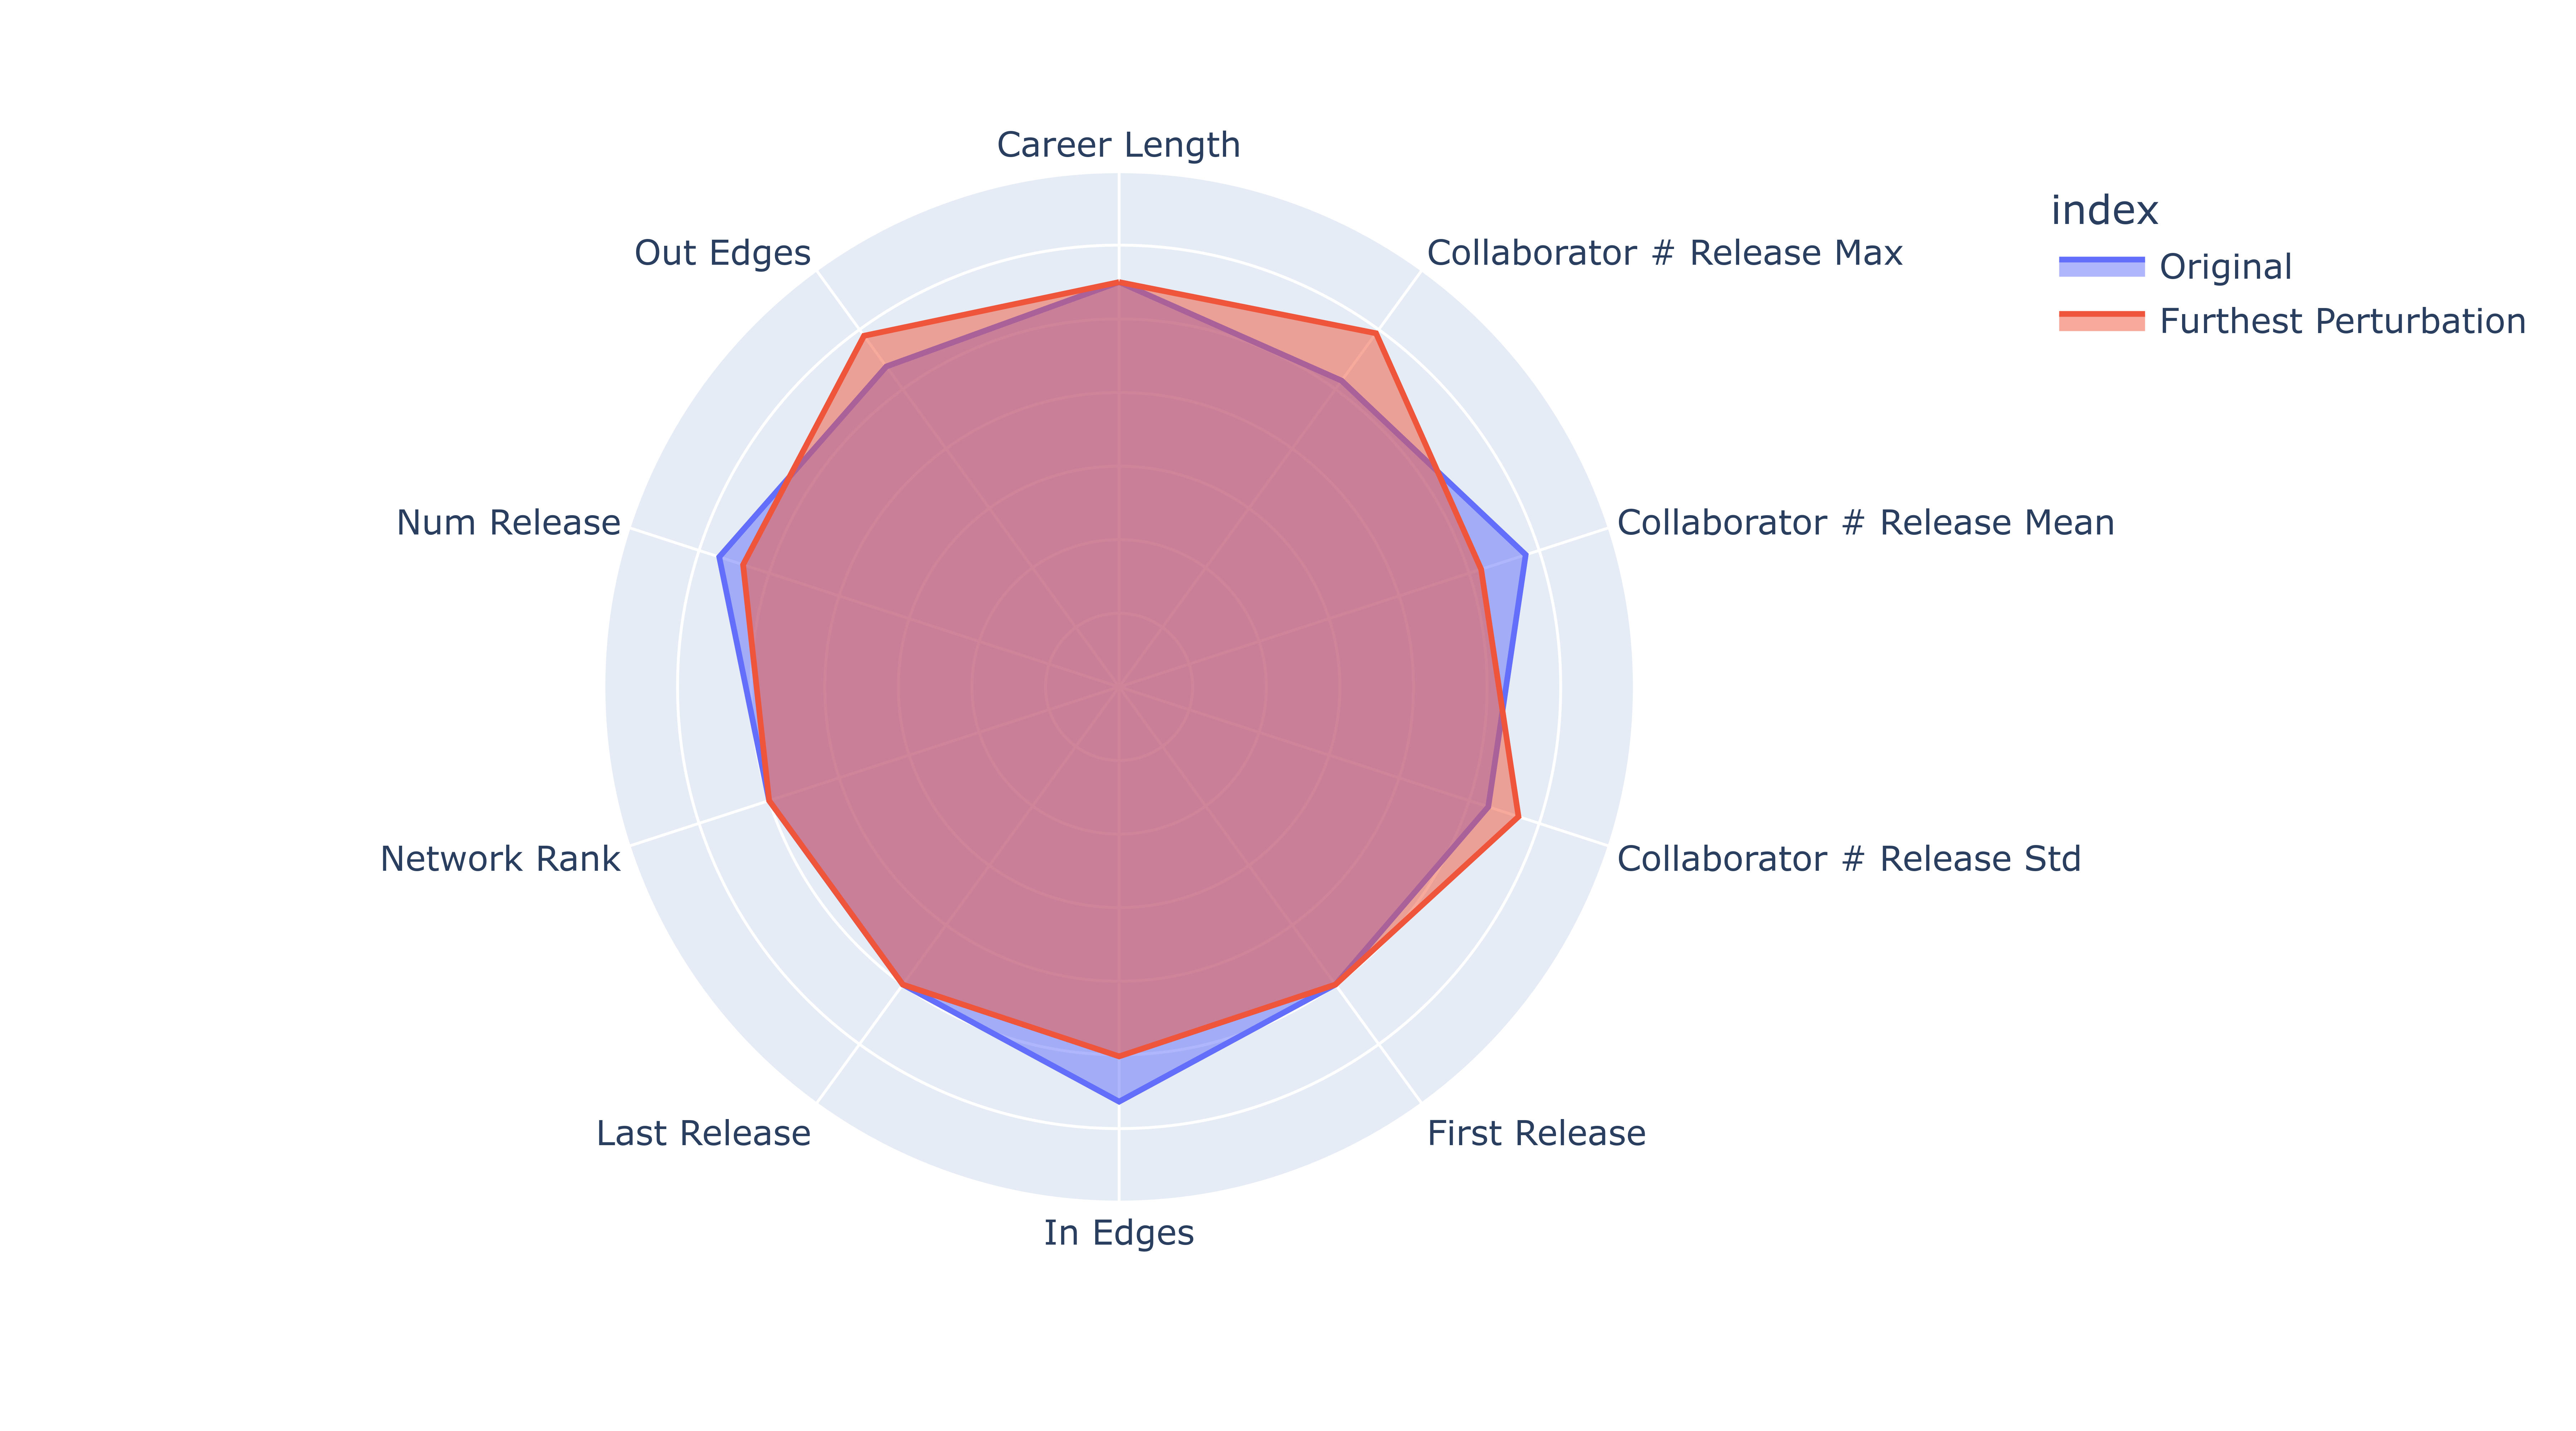 Career Length
Out Edges
Collaborator # Release Max
index
Original
Furthest Perturbation
Num Release
Collaborator # Release Mean
Network Rank
Collaborator # Release Std
Last Release
First Release
In Edges